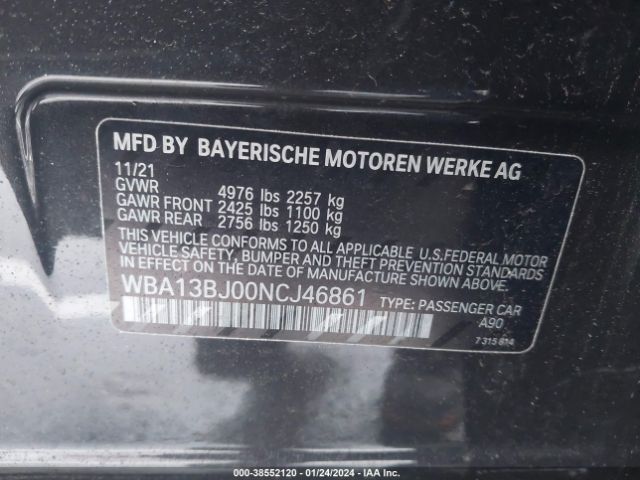 MFD BY BAYERISCHE MOTOREN WERKE AG
11/21
GVWR 4976 lbs 2257 kg
GAWR FRONT 2425 lbs 1100 kg
GAWR REAR 2756 lbs 1250 kg
THIS VEHICLE CONFORMS TO ALL APPLICABLE U.S.FEDERAL MOTOR
VEHICLE SAFETY, BUMPER AND THEFT PREVENTION STANDARDS
IN EFFECT ON THE DATE OF MANUFACTURE SHOWN ABOVE.
WBA13BJ00NCJ46861 TYPE: PASSENGER CAR
A90
7 315 814
000-38552120 - 01/24/2024 - IAA Inc.